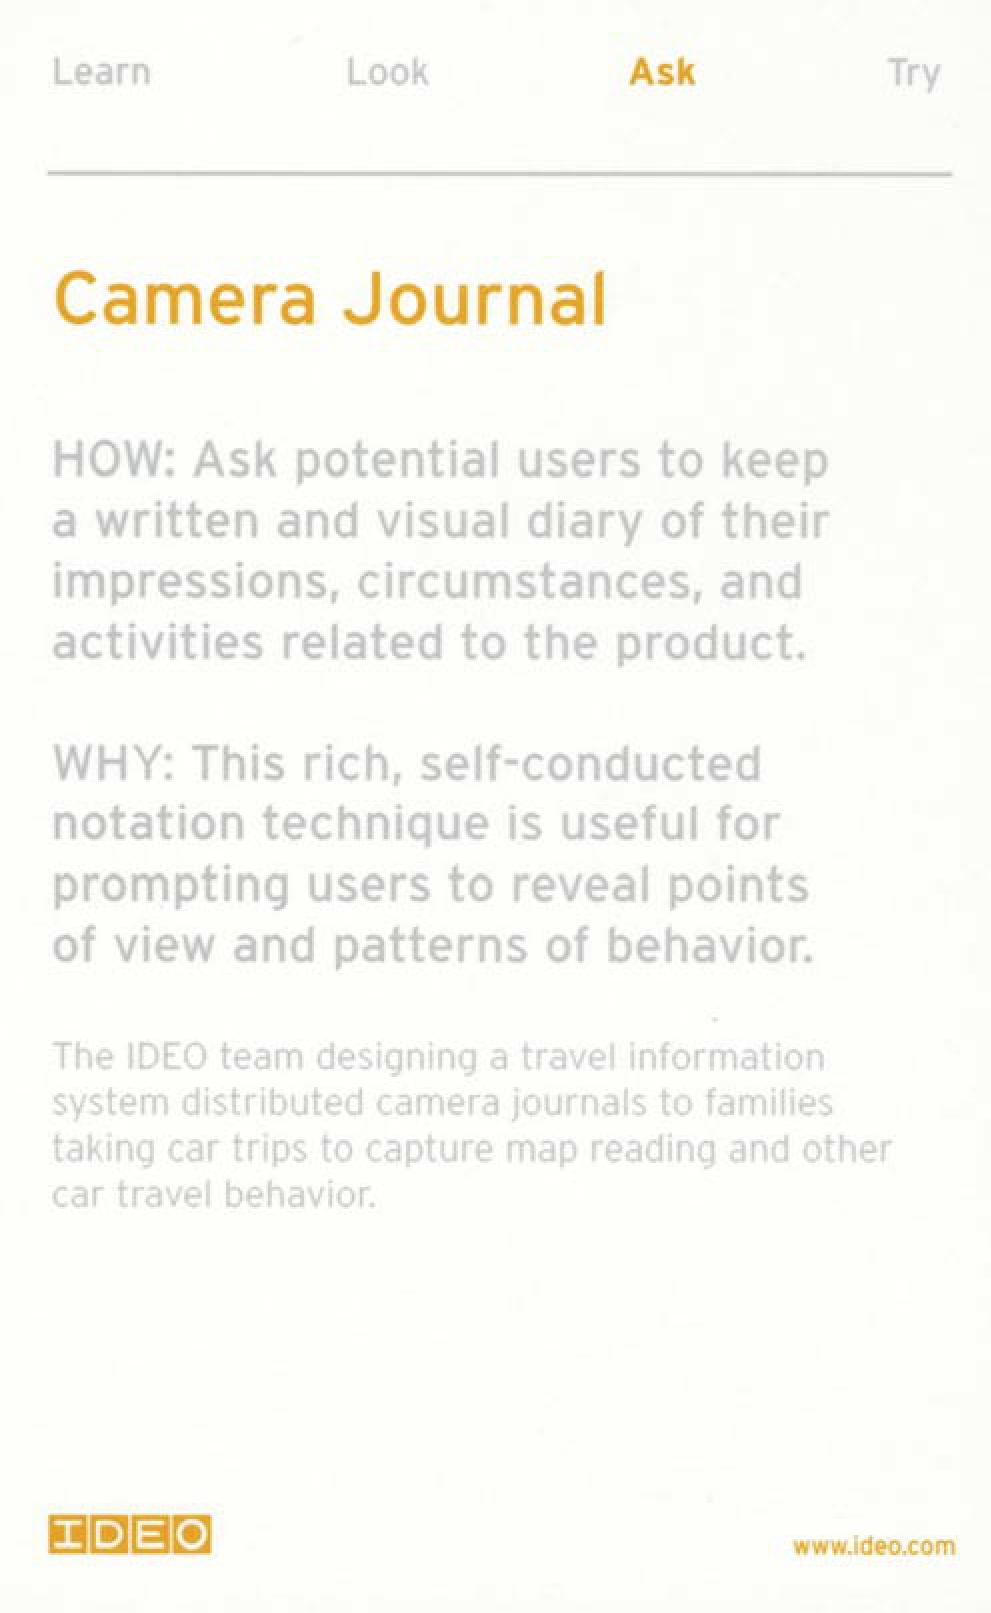 Learn Look Ask Try
Camera Journal
HOW: Ask potential users to keep
a written and visual diary of their
impressions, circumstances, and
activities related to the product.
WHY: This rich, self-conducted
notation technique is useful for
prompting users to reveal points
of view and patterns of behavior.
The IDEO team designing a travel information
system distributed camera journals to families
taking car trips to capture map reading and other
car travel behavior.
IDEO www.ideo.com